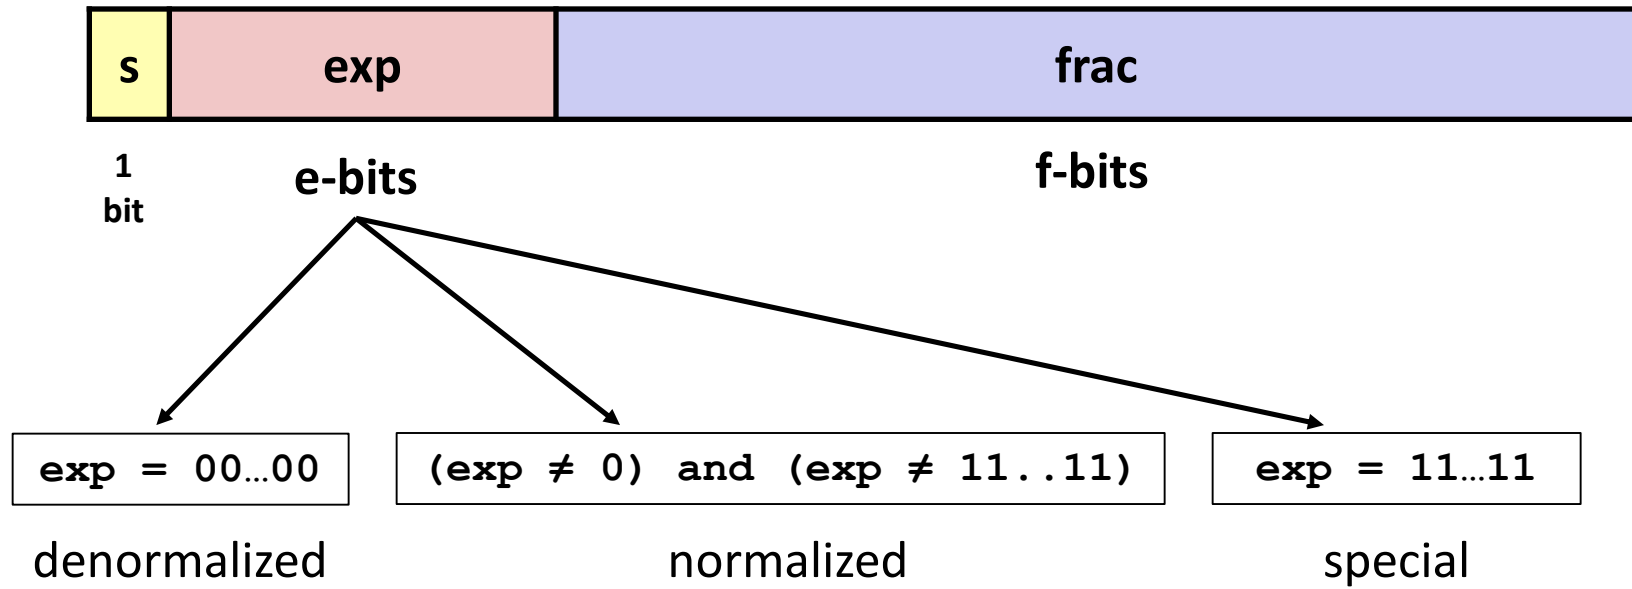 s exp frac
1
bit
e-bits
f-bits
exp = 00…00
(exp ≠ 0) and (exp ≠ 11..11)
exp = 11…11
denormalized
normalized
special